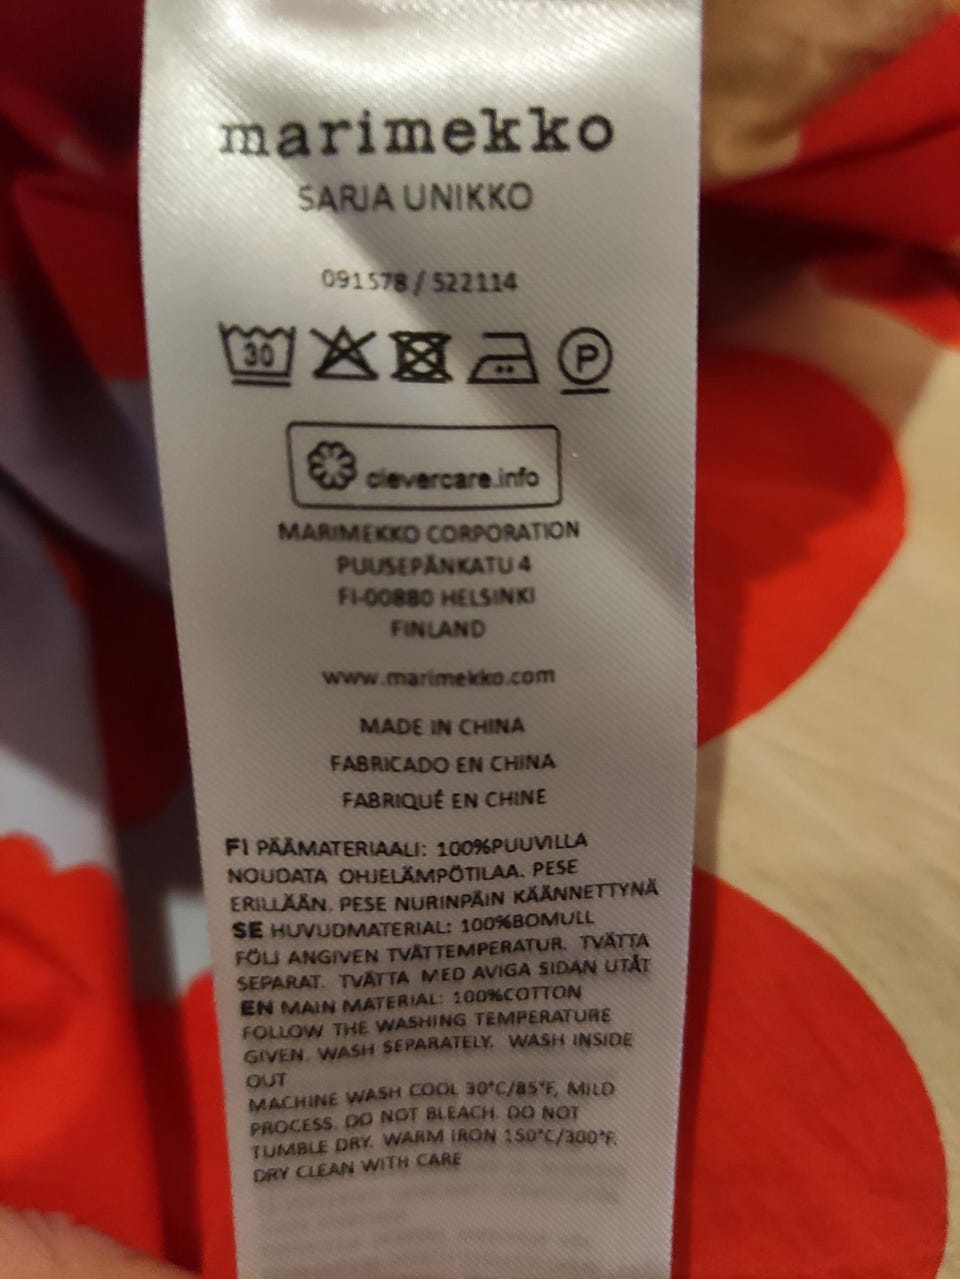 marimekko
SARJA UNIKKO
091578 / 522114
30
P
clevercare.info
MARIMEKKO CORPORATION
PUUSEPÄNKATU 4
FI-00880 HELSINKI
FINLAND
www.marimekko.com
MADE IN CHINA
FABRICADO EN CHINA
FABRIQUÉ EN CHINE
FI PÄÄMATERIAALI: 100%PUUVILLA
NOUDATA OHJELÄMPÖTILAA. PESE
ERILLÄÄN. PESE NURINPÄIN KÄÄNNETTYNÄ
SE HUVUDMATERIAL: 100%BOMULL
FÖLJ ANGIVEN TVÄTTEMPERATUR. TVÄTTA
SEPARAT. TVÄTTA MED AVIGA SIDAN UTÅT
EN MAIN MATERIAL: 100%COTTON
FOLLOW THE WASHING TEMPERATURE
GIVEN. WASH SEPARATELY. WASH INSIDE
OUT
MACHINE WASH COOL 30°C/85°F, MILD
PROCESS. DO NOT BLEACH. DO NOT
TUMBLE DRY. WARM IRON 150°C/300°F.
DRY CLEAN WITH CARE